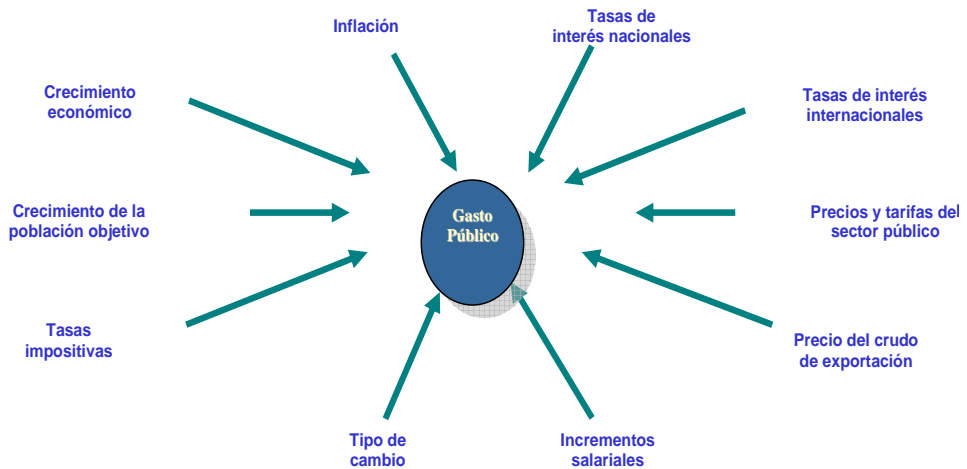 Inflación
Tasas de
interés nacionales
Crecimiento
económico
Tasas de interés
internacionales
Crecimiento de la
población objetivo
Gasto
Público
Precios y tarifas del
sector público
Tasas
impositivas
Precio del crudo
de exportación
Tipo de
cambio
Incrementos
salariales